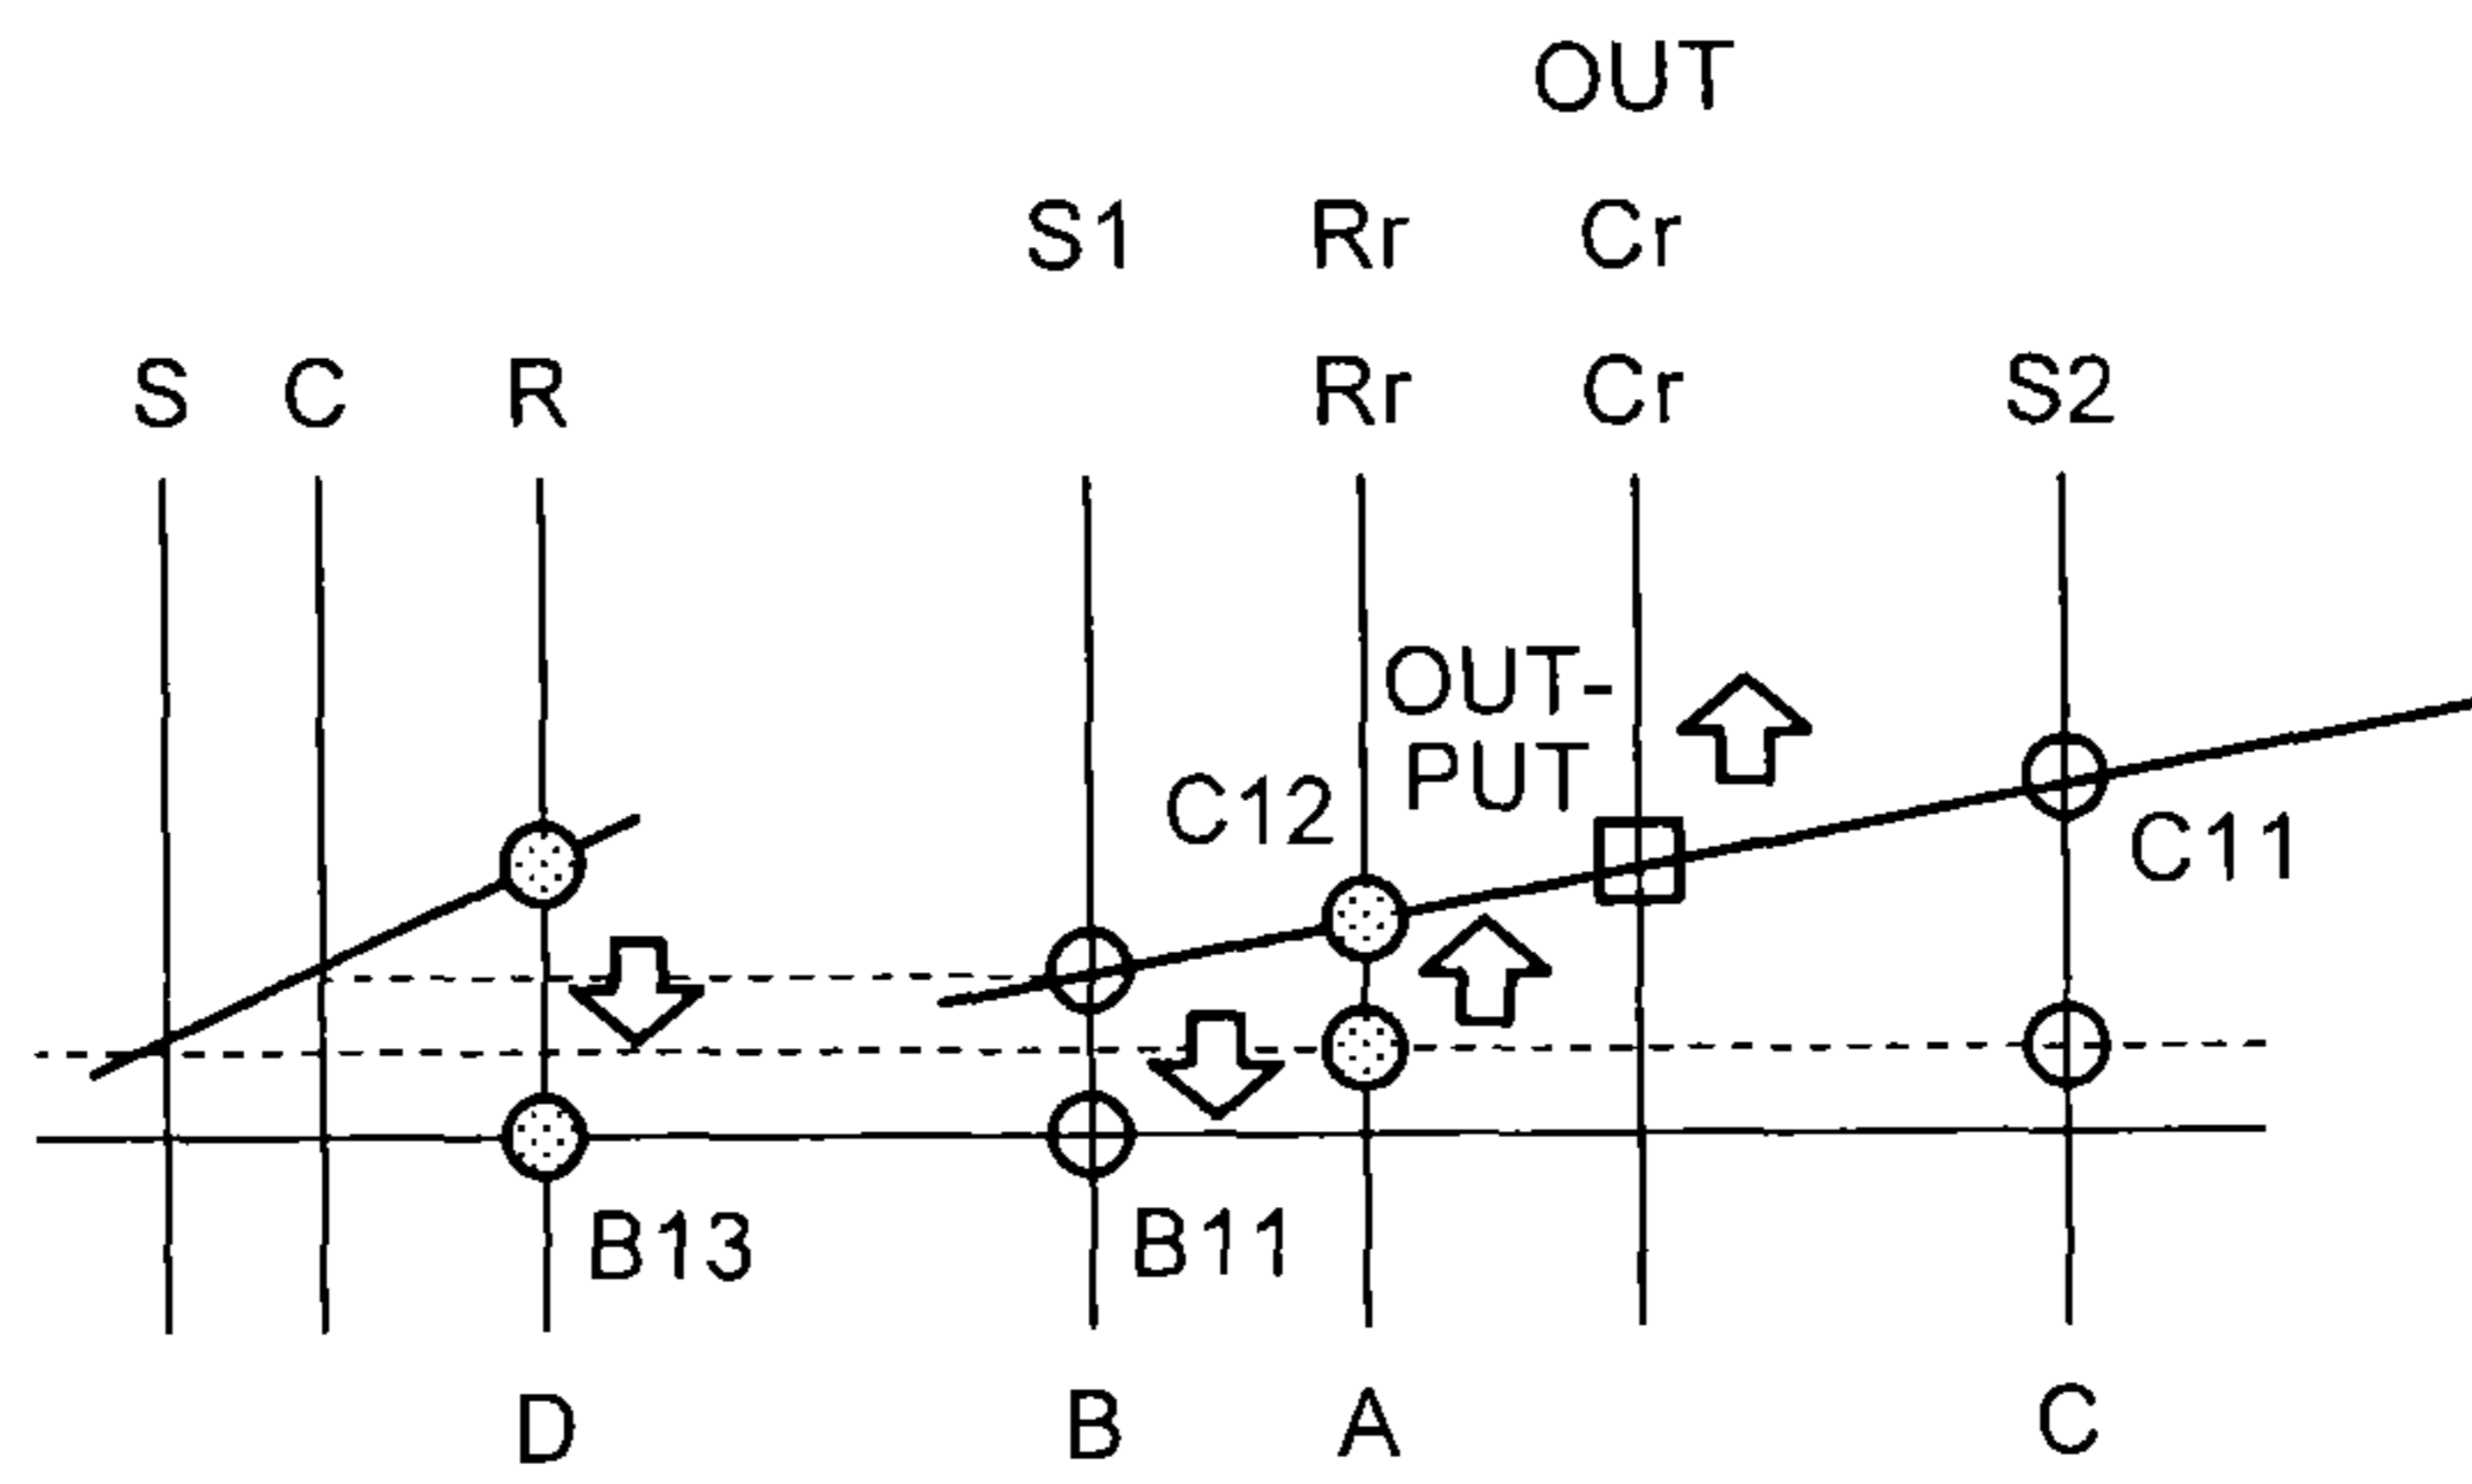 OUT
S1 Rr Cr
S C R Rr Cr S2
OUT-
PUT
C12
C11
B13 B11
D B A C